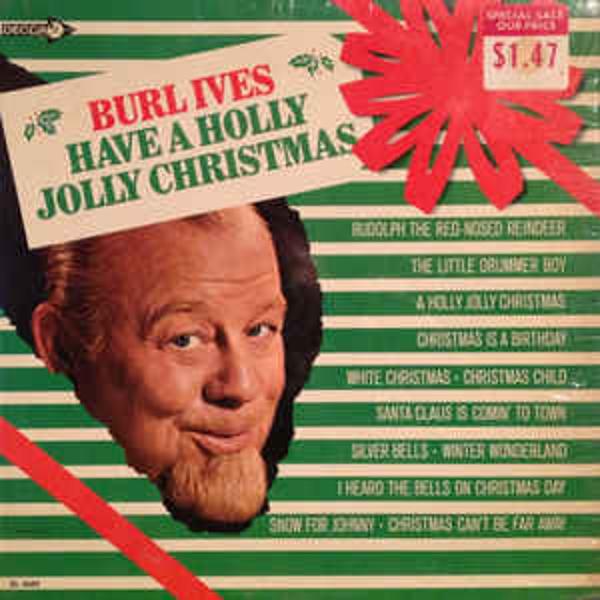 DECCA
SPECIAL SALE
OUR PRICE
$1.47
BURL IVES
HAVE A HOLLY
JOLLY CHRISTMAS
RUDOLPH THE RED-NOSED REINDEER
THE LITTLE DRUMMER BOY
A HOLLY JOLLY CHRISTMAS
CHRISTMAS IS A BIRTHDAY
WHITE CHRISTMAS • CHRISTMAS CHILD
SANTA CLAUS IS COMIN' TO TOWN
SILVER BELLS • WINTER WONDERLAND
I HEARD THE BELLS ON CHRISTMAS DAY
SNOW FOR JOHNNY • CHRISTMAS CAN'T BE FAR AWAY